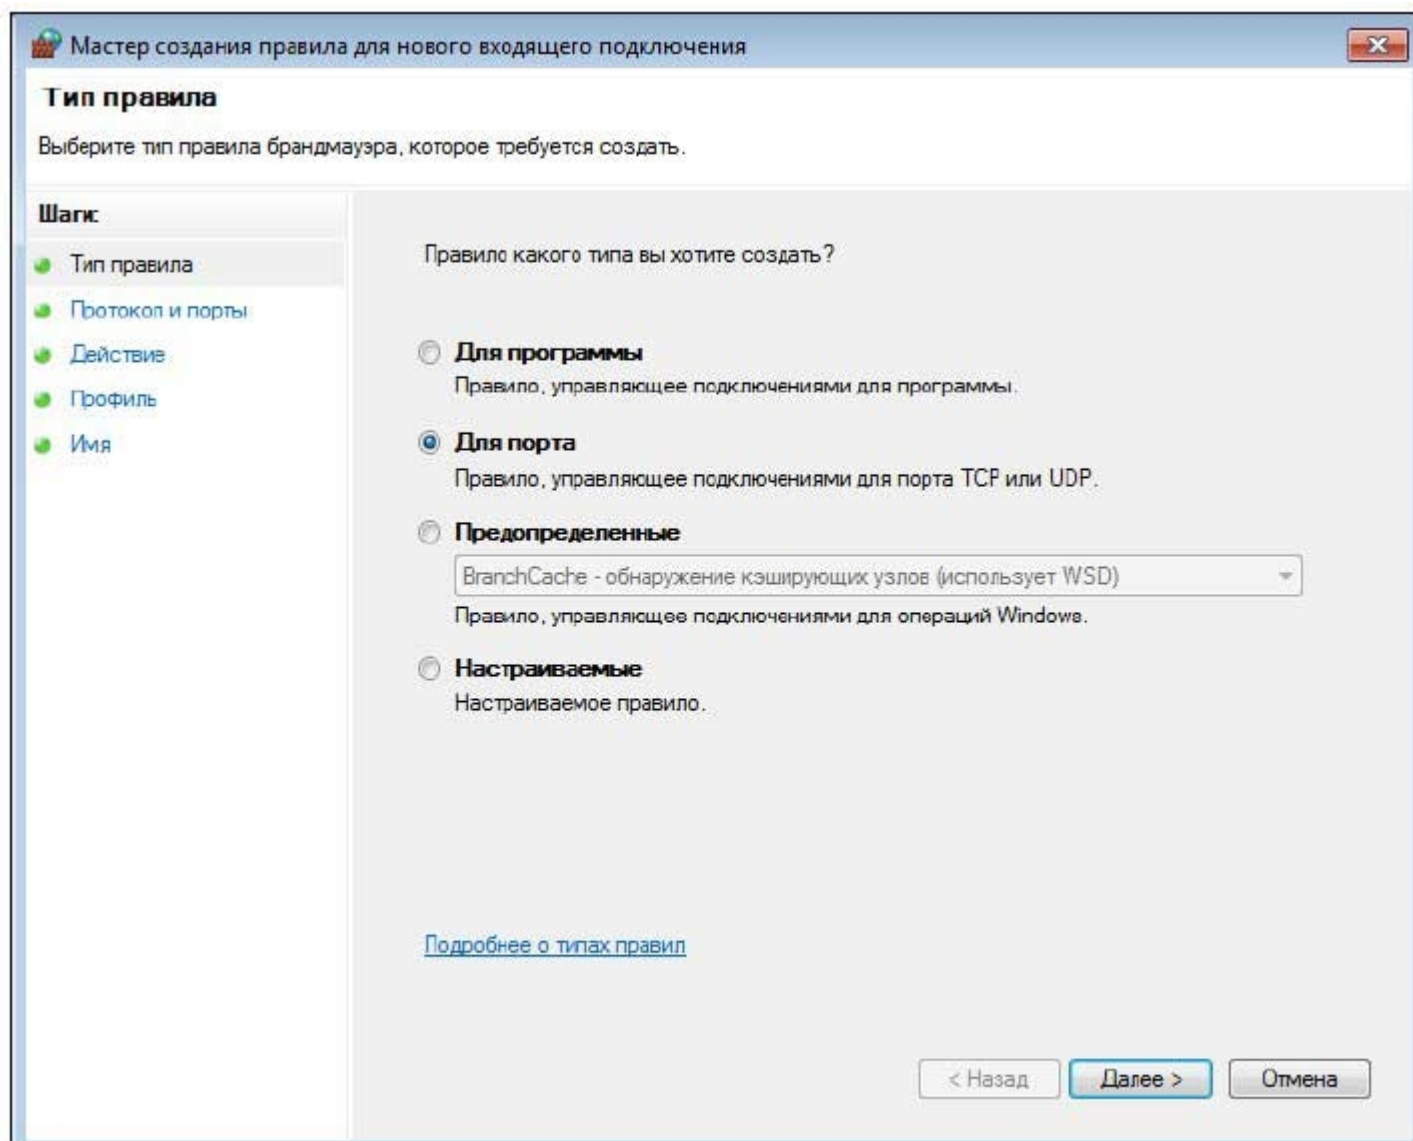 Мастер создания правила для нового входящего подключения
Тип правила
Выберите тип правила брандмауэра, которое требуется создать.
Шаги:
Тип правила
Протокол и порты
Действие
Профиль
Имя
Правило какого типа вы хотите создать?
Для программы
Правило, управляющее подключениями для программы.
Для порта
Правило, управляющее подключениями для порта TCP или UDP.
Предопределенные
BranchCache - обнаружение кэширующих узлов (использует WSD)
Правило, управляющее подключениями для операций Windows.
Настраиваемые
Настраиваемое правило.
Подробнее о типах правил
< Назад
Далее >
Отмена